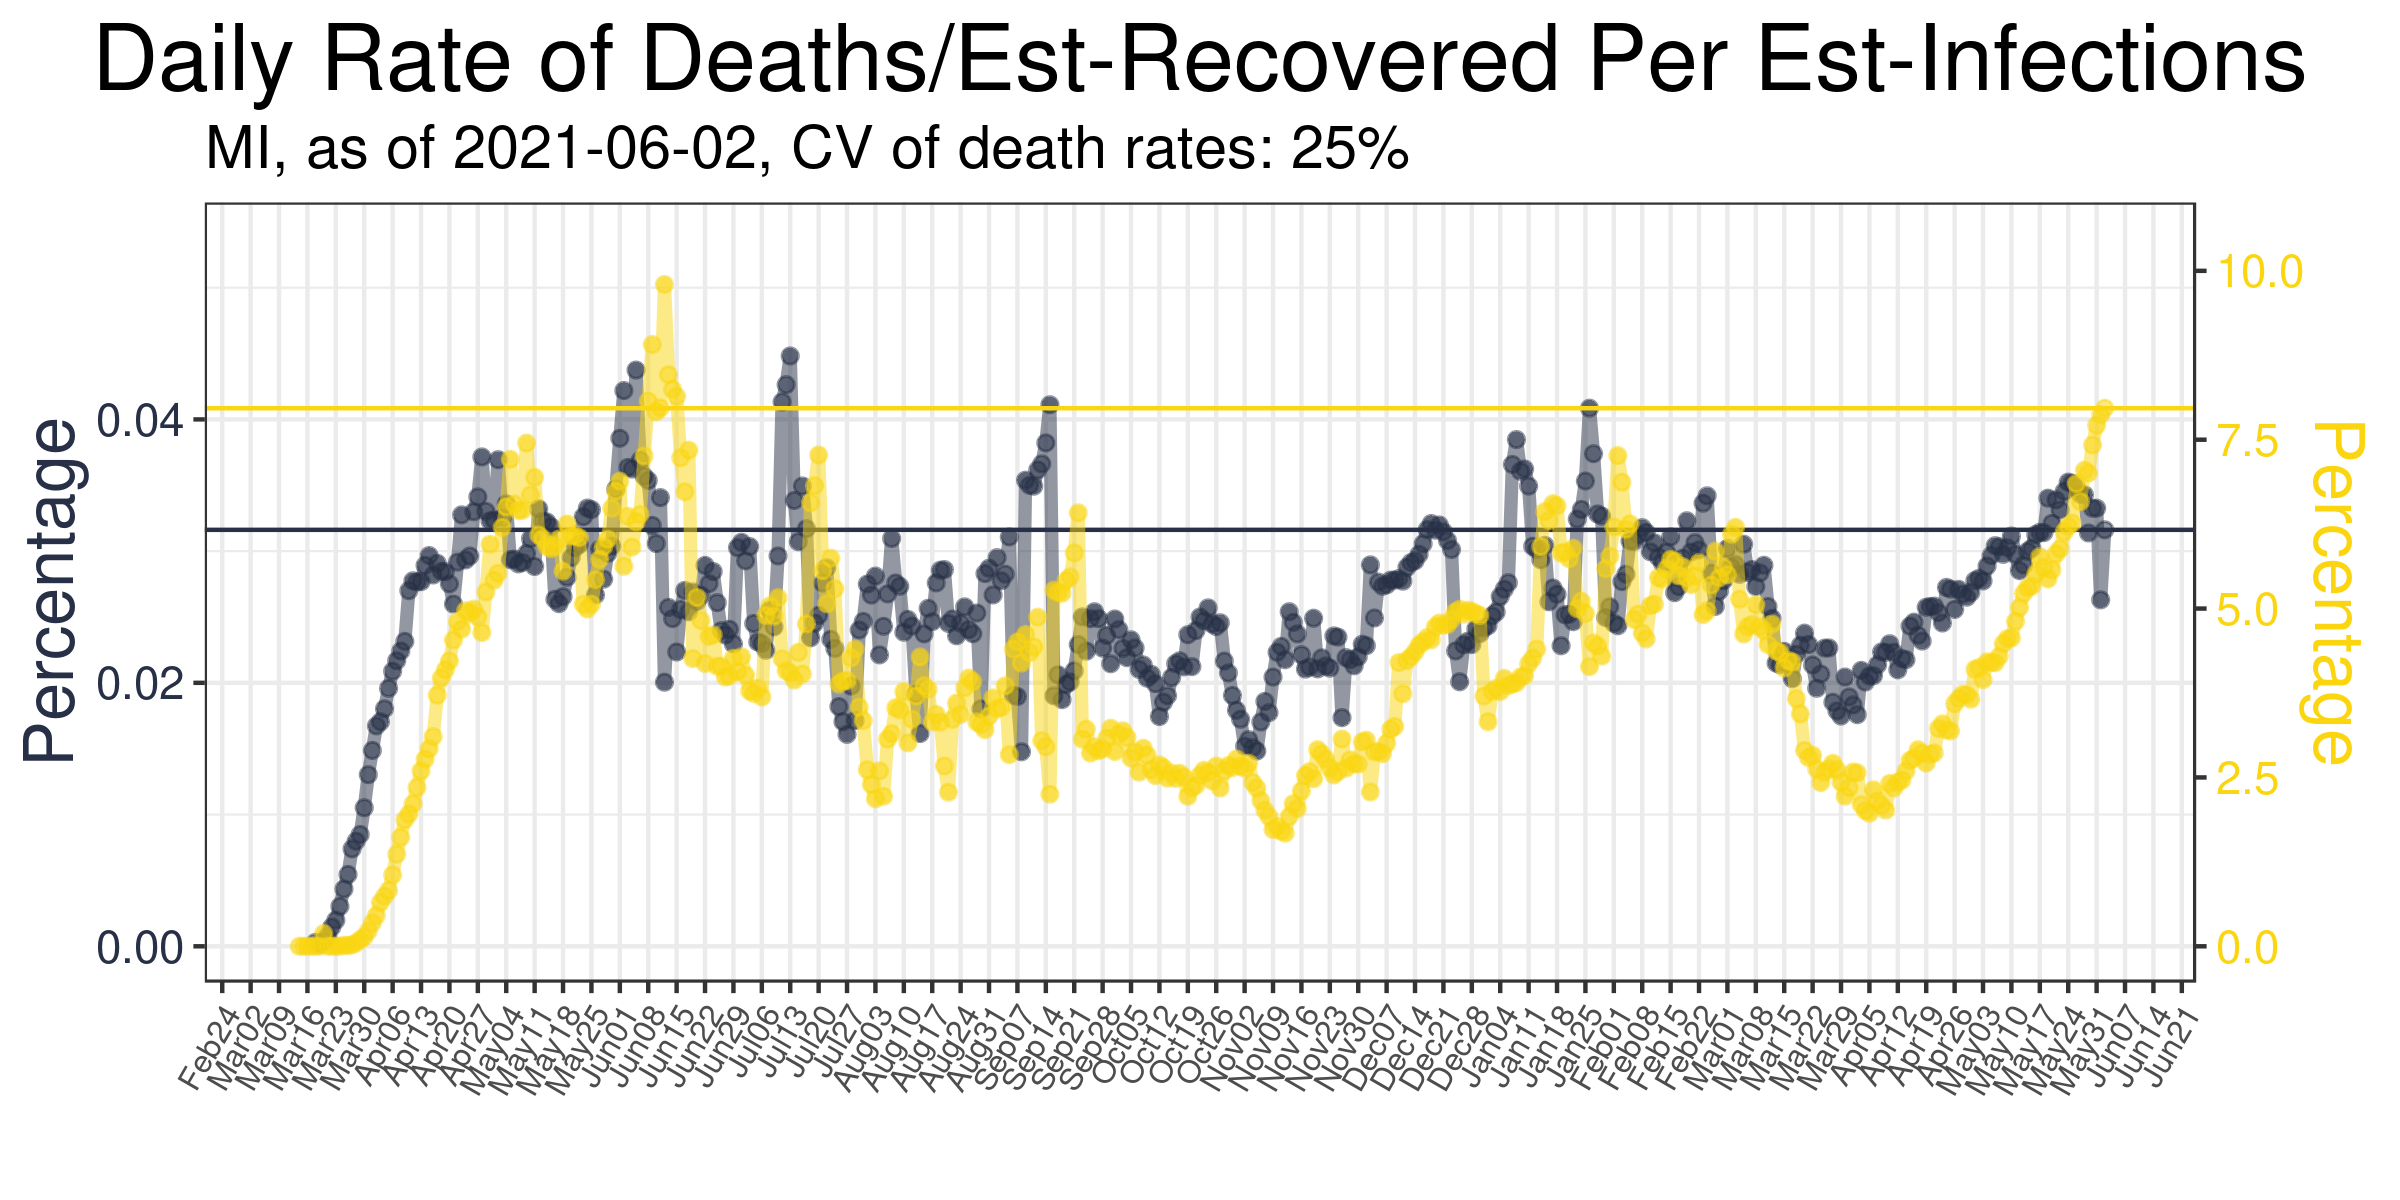 Daily Rate of Deaths/Est-Recovered Per Est-Infections
MI, as of 2021-06-02, CV of death rates: 25%
Percentage
0.04
0.02
0.00
10.0
7.5
5.0
2.5
0.0
Percentage
Feb24
Mar02
Mar09
Mar16
Mar23
Mar30
Apr06
Apr13
Apr20
Apr27
May04
May11
May18
May25
Jun01
Jun08
Jun15
Jun22
Jun29
Jul06
Jul13
Jul20
Jul27
Aug03
Aug10
Aug17
Aug24
Aug31
Sep07
Sep14
Sep21
Sep28
Oct05
Oct12
Oct19
Oct26
Nov02
Nov09
Nov16
Nov23
Nov30
Dec07
Dec14
Dec21
Dec28
Jan04
Jan11
Jan18
Jan25
Feb01
Feb08
Feb15
Feb22
Mar01
Mar08
Mar15
Mar22
Mar29
Apr05
Apr12
Apr19
Apr26
May03
May10
May17
May24
May31
Jun07
Jun14
Jun21